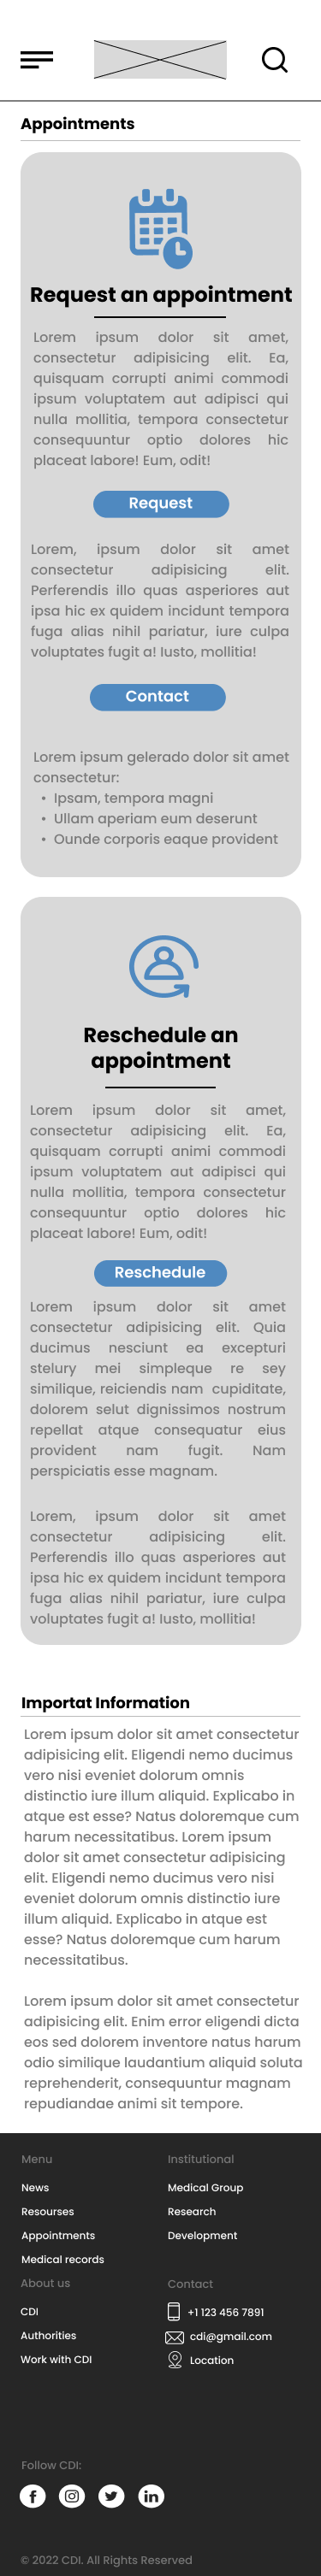 Appointments
Request an appointment
Lorem ipsum dolor sit amet,
consectetur adipisicing elit. Ea,
quisquam corrupti animi commodi
ipsum voluptatem aut adipisci qui
nulla mollitia, tempora consectetur
consequuntur optio dolores hic
placeat labore! Eum, odit!
Request
Lorem, ipsum dolor sit amet
consectetur adipisicing elit.
Perferendis illo quas asperiores aut
ipsa hic ex quidem incidunt tempora
fuga alias nihil pariatur, iure culpa
voluptates fugit a! Iusto, mollitia!
Contact
Lorem ipsum gelerado dolor sit amet
consectetur:
• Ipsam, tempora magni
• Ullam aperiam eum deserunt
• Ounde corporis eaque provident
Reschedule an
appointment
Lorem ipsum dolor sit amet,
consectetur adipisicing elit. Ea,
quisquam corrupti animi commodi
ipsum voluptatem aut adipisci qui
nulla mollitia, tempora consectetur
consequuntur optio dolores hic
placeat labore! Eum, odit!
Reschedule
Lorem ipsum dolor sit amet
consectetur adipisicing elit. Quia
ducimus nesciunt ea excepturi
stelury mei simpleque re sey
similique, reiciendis nam cupiditate,
dolorem selut dignissimos nostrum
repellat atque consequatur eius
provident nam fugit. Nam
perspiciatis esse magnam.
Lorem, ipsum dolor sit amet
consectetur adipisicing elit.
Perferendis illo quas asperiores aut
ipsa hic ex quidem incidunt tempora
fuga alias nihil pariatur, iure culpa
voluptates fugit a! Iusto, mollitia!
Importat Information
Lorem ipsum dolor sit amet consectetur
adipisicing elit. Eligendi nemo ducimus
vero nisi eveniet dolorum omnis
distinctio iure illum aliquid. Explicabo in
atque est esse? Natus doloremque cum
harum necessitatibus. Lorem ipsum
dolor sit amet consectetur adipisicing
elit. Eligendi nemo ducimus vero nisi
eveniet dolorum omnis distinctio iure
illum aliquid. Explicabo in atque est
esse? Natus doloremque cum harum
necessitatibus.
Lorem ipsum dolor sit amet consectetur
adipisicing elit. Enim error eligendi dicta
eos sed dolorem inventore natus harum
odio similique laudantium aliquid soluta
reprehenderit, consequuntur magnam
repudiandae animi sit tempore.
Menu
News
Resourses
Appointments
Medical records
About us
CDI
Authorities
Work with CDI
Institutional
Medical Group
Research
Development
Contact
+1 123 456 7891
cdi@gmail.com
Location
Follow CDI:
© 2022 CDI. All Rights Reserved